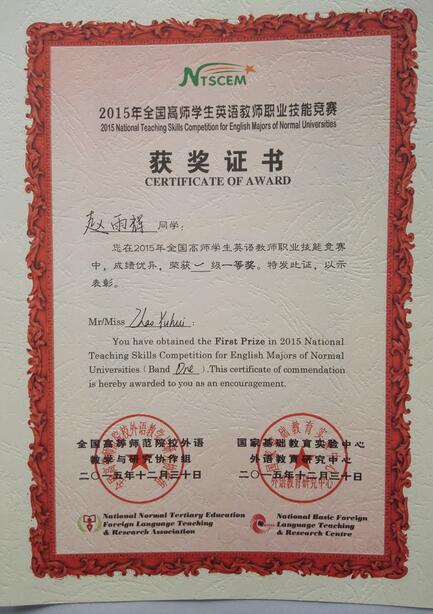 NTSCEM
2015年全国高师学生英语教师职业技能竞赛
2015 National Teaching Skills Competition for English Majors of Normal Universities
获奖证书
CERTIFICATE OF AWARD
赵雨辉 同学:
您在2015年全国高师学生英语教师职业技能竞赛
中,成绩优异,荣获一级一等奖。特发此证,以示
表彰。
Mr/Miss Zhao Yuhui :
You have obtained the First Prize in 2015 National
Teaching Skills Competition for English Majors of Normal
Universities (Band One ).This certificate of commendation
is hereby awarded to you as an encouragement.
全国高等师范院校外语 国家基础教育实验中心
教学与研究协作组 外语教育研究中心
二〇一五年十二月三十日 二〇一五年十二月三十日
外语教育研究中心
National Normal Tertiary Education National Basic Foreign
Foreign Language Teaching Language Teaching
& Research Association & Research Centre